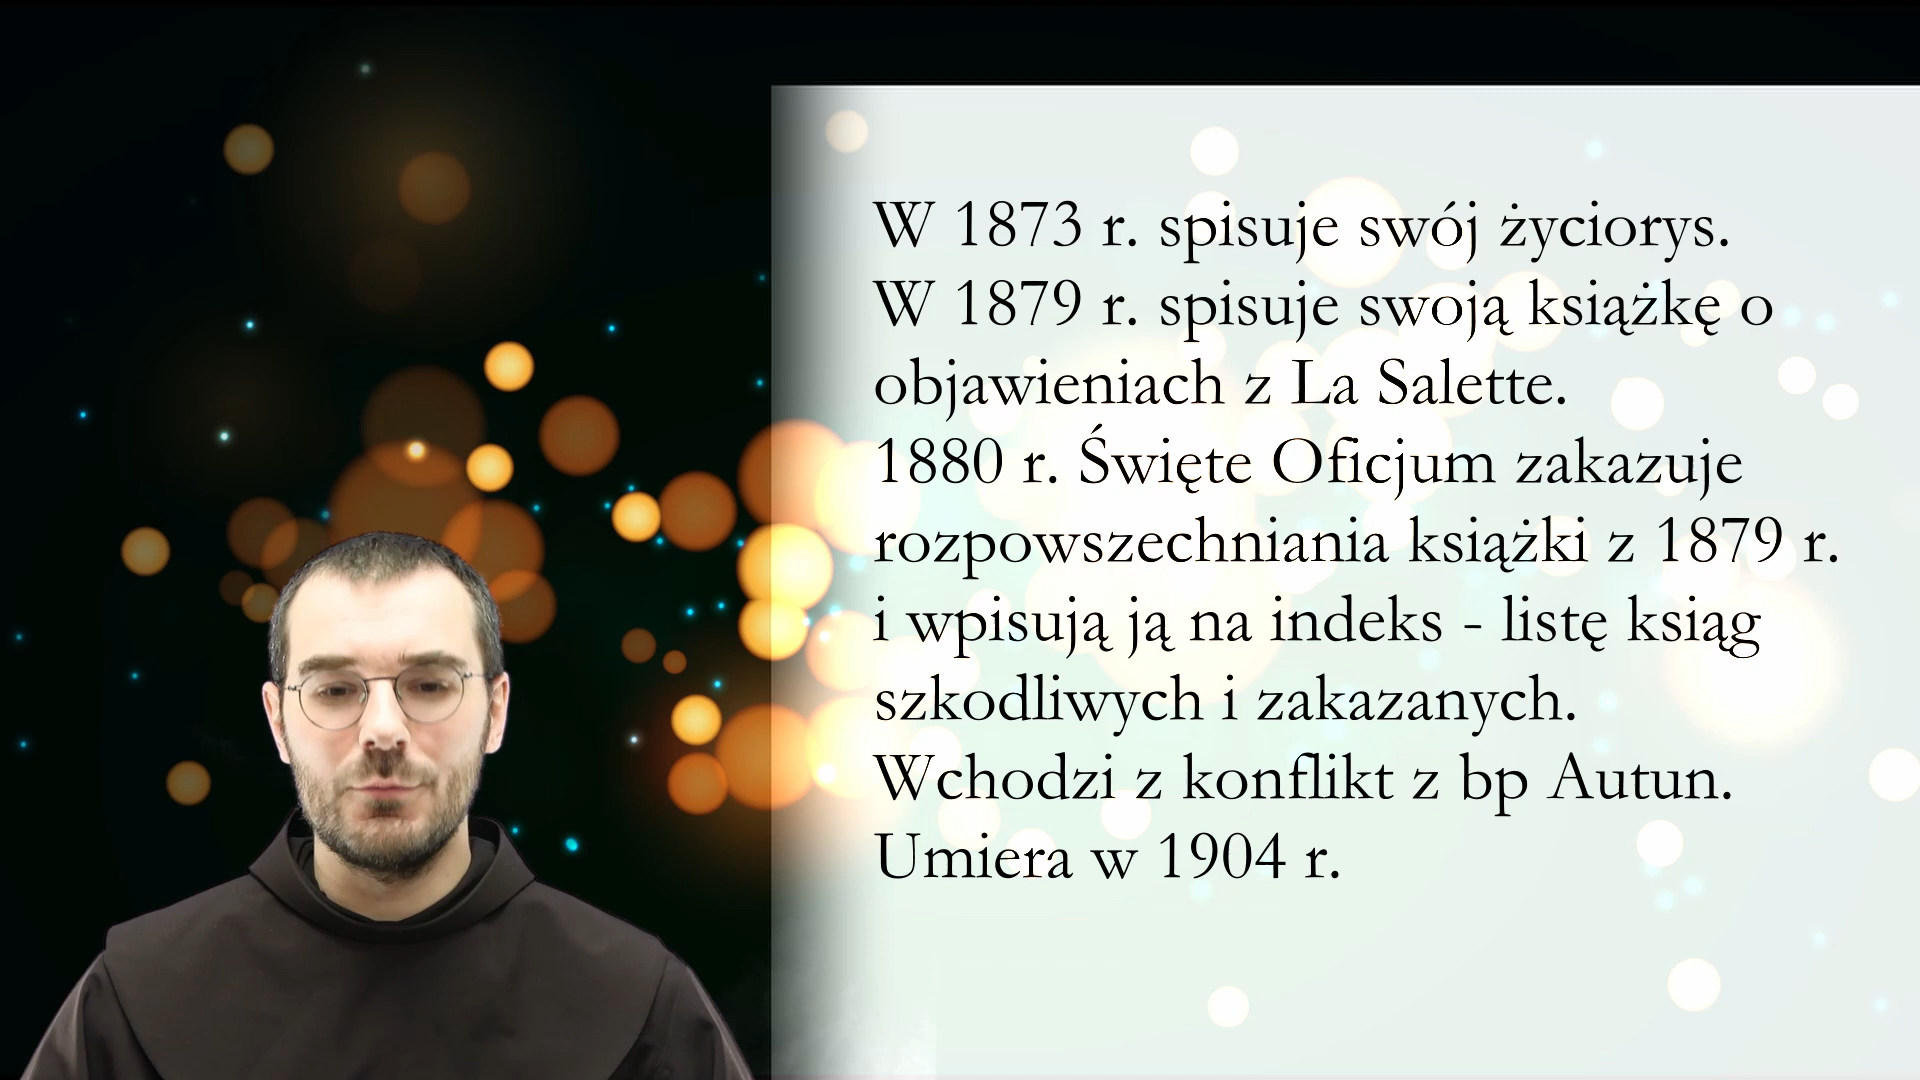 W 1873 r. spisuje swój życiorys.
W 1879 r. spisuje swoją książkę o
objawieniach z La Salette.
1880 r. Święte Oficjum zakazuje
rozpowszechniania książki z 1879 r.
i wpisują ją na indeks - listę ksiąg
szkodliwych i zakazanych.
Wchodzi z konflikt z bp Autun.
Umiera w 1904 r.